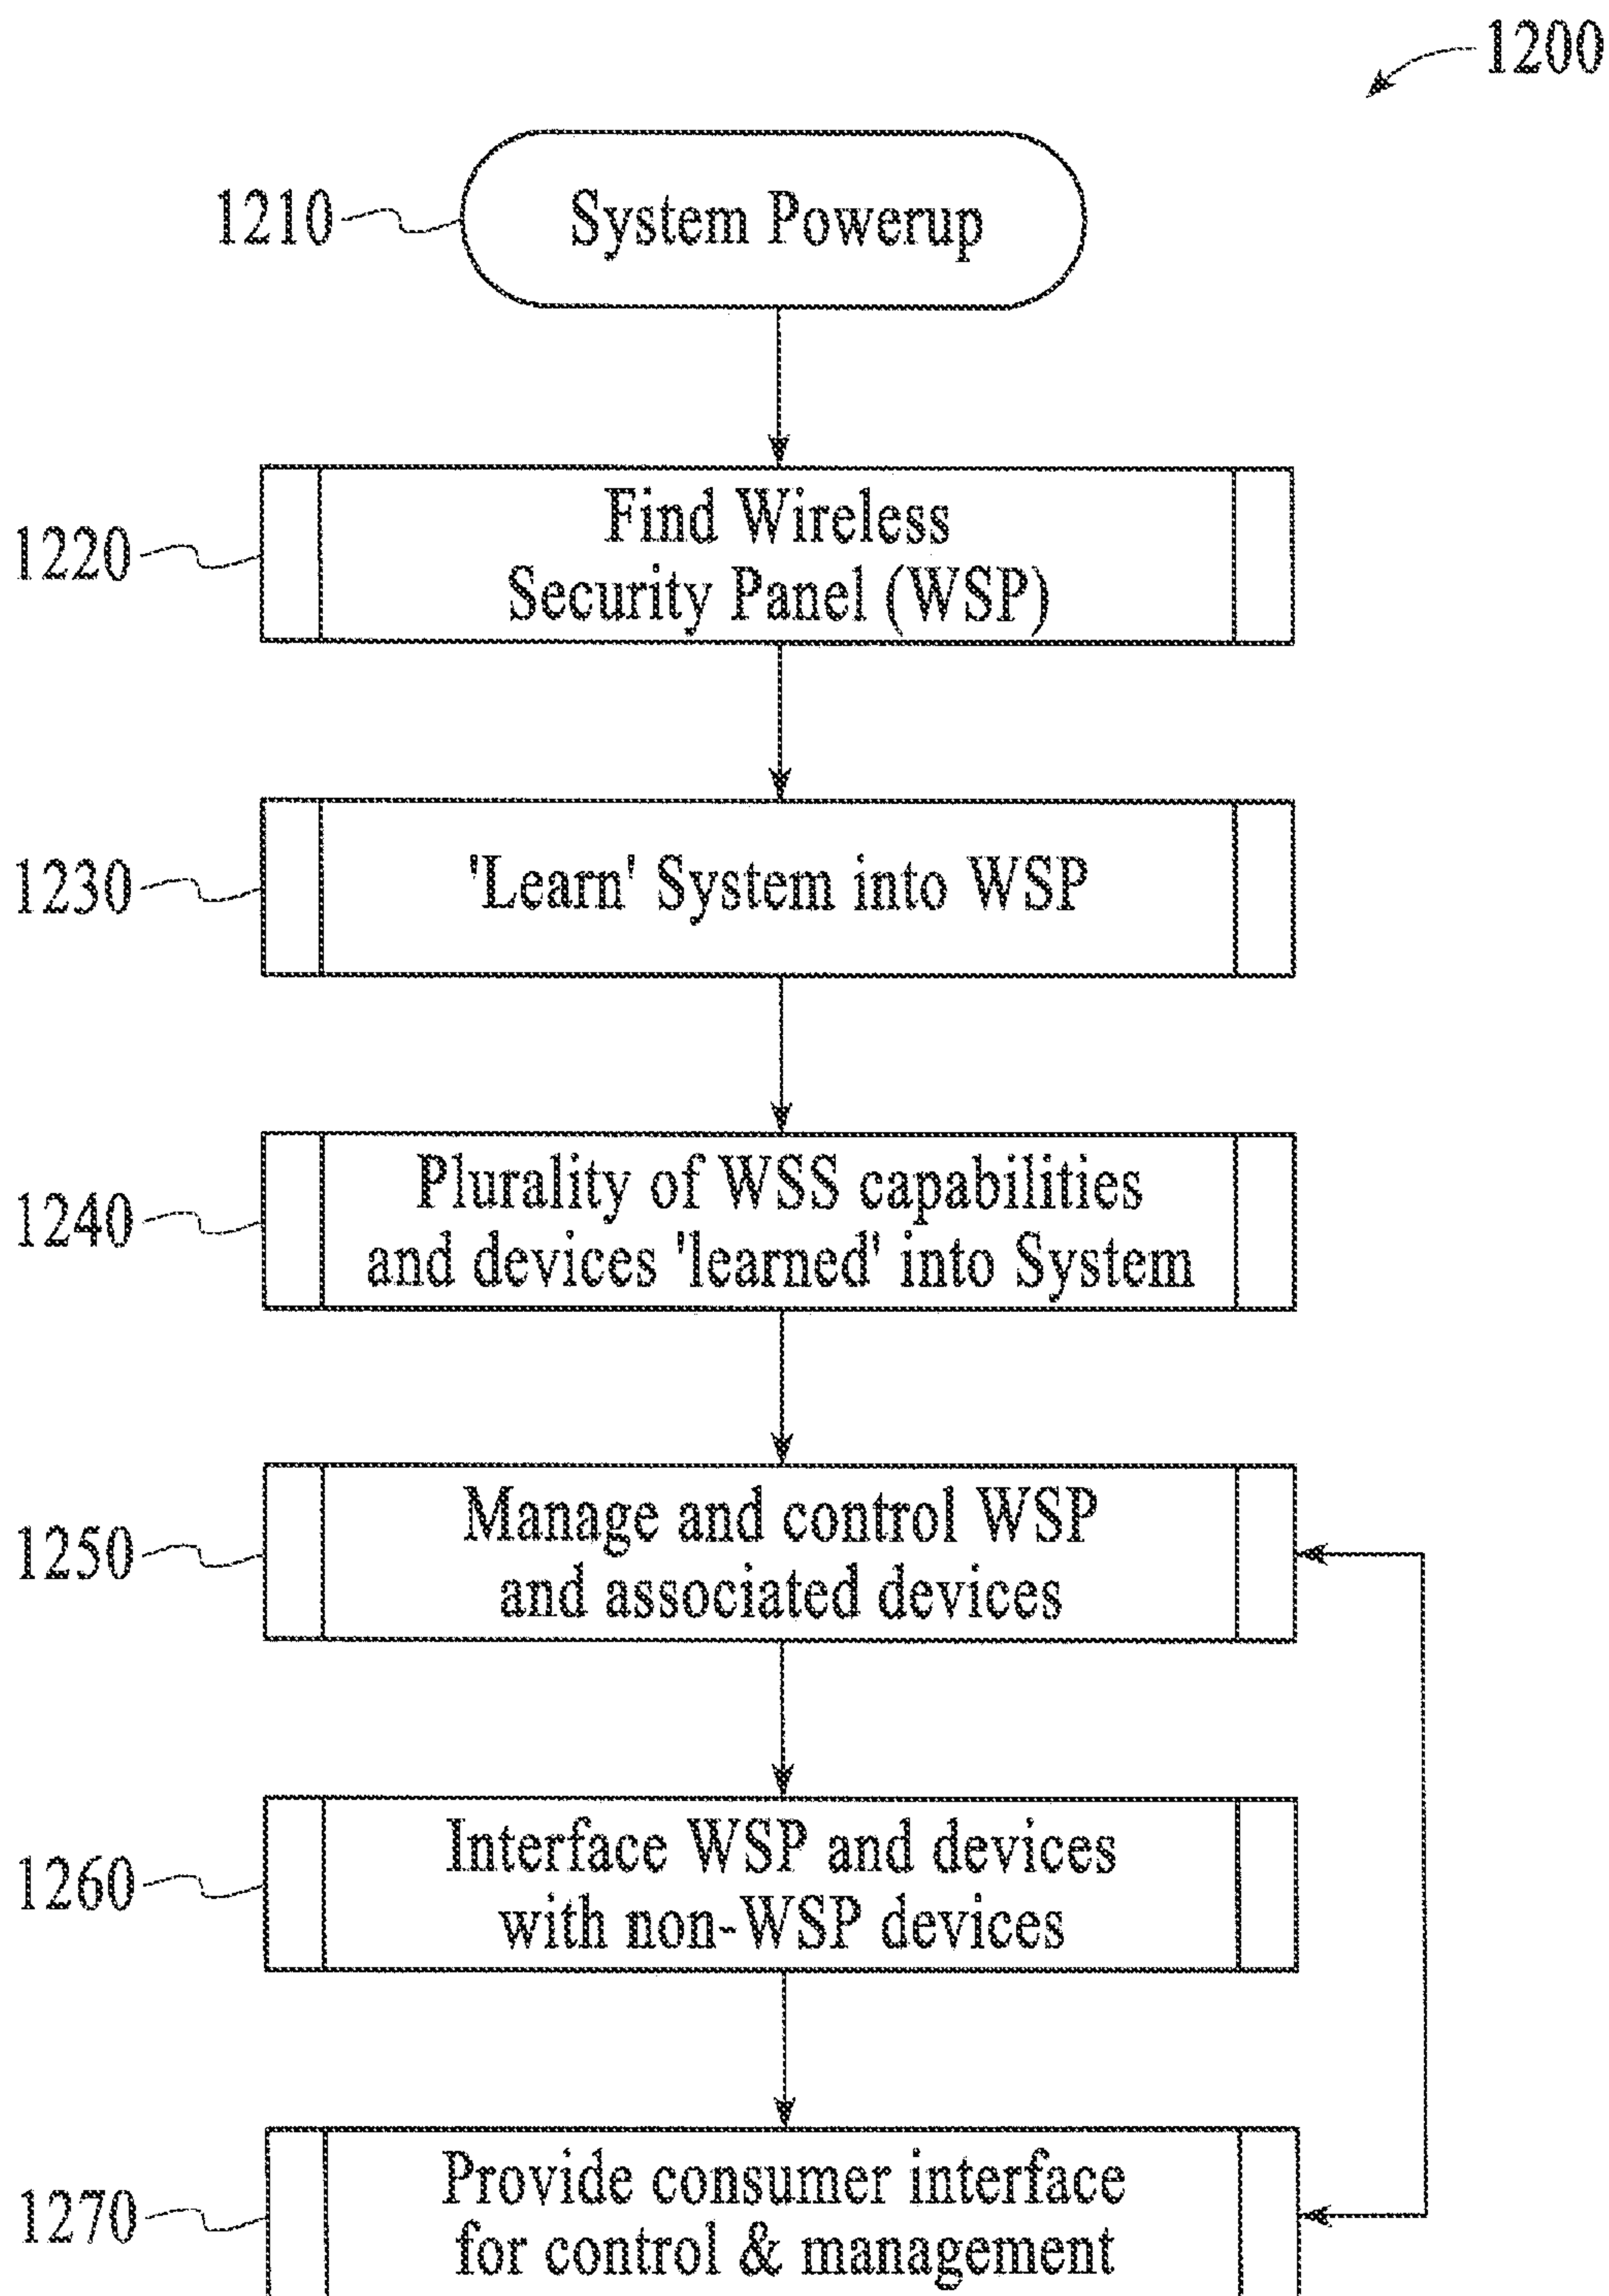 1200
1210
System Powerup
1220
Find Wireless
Security Panel (WSP)
1230
'Learn' System into WSP
1240
Plurality of WSS capabilities
and devices 'learned' into System
1250
Manage and control WSP
and associated devices
1260
Interface WSP and devices
with non-WSP devices
1270
Provide consumer interface
for control & management